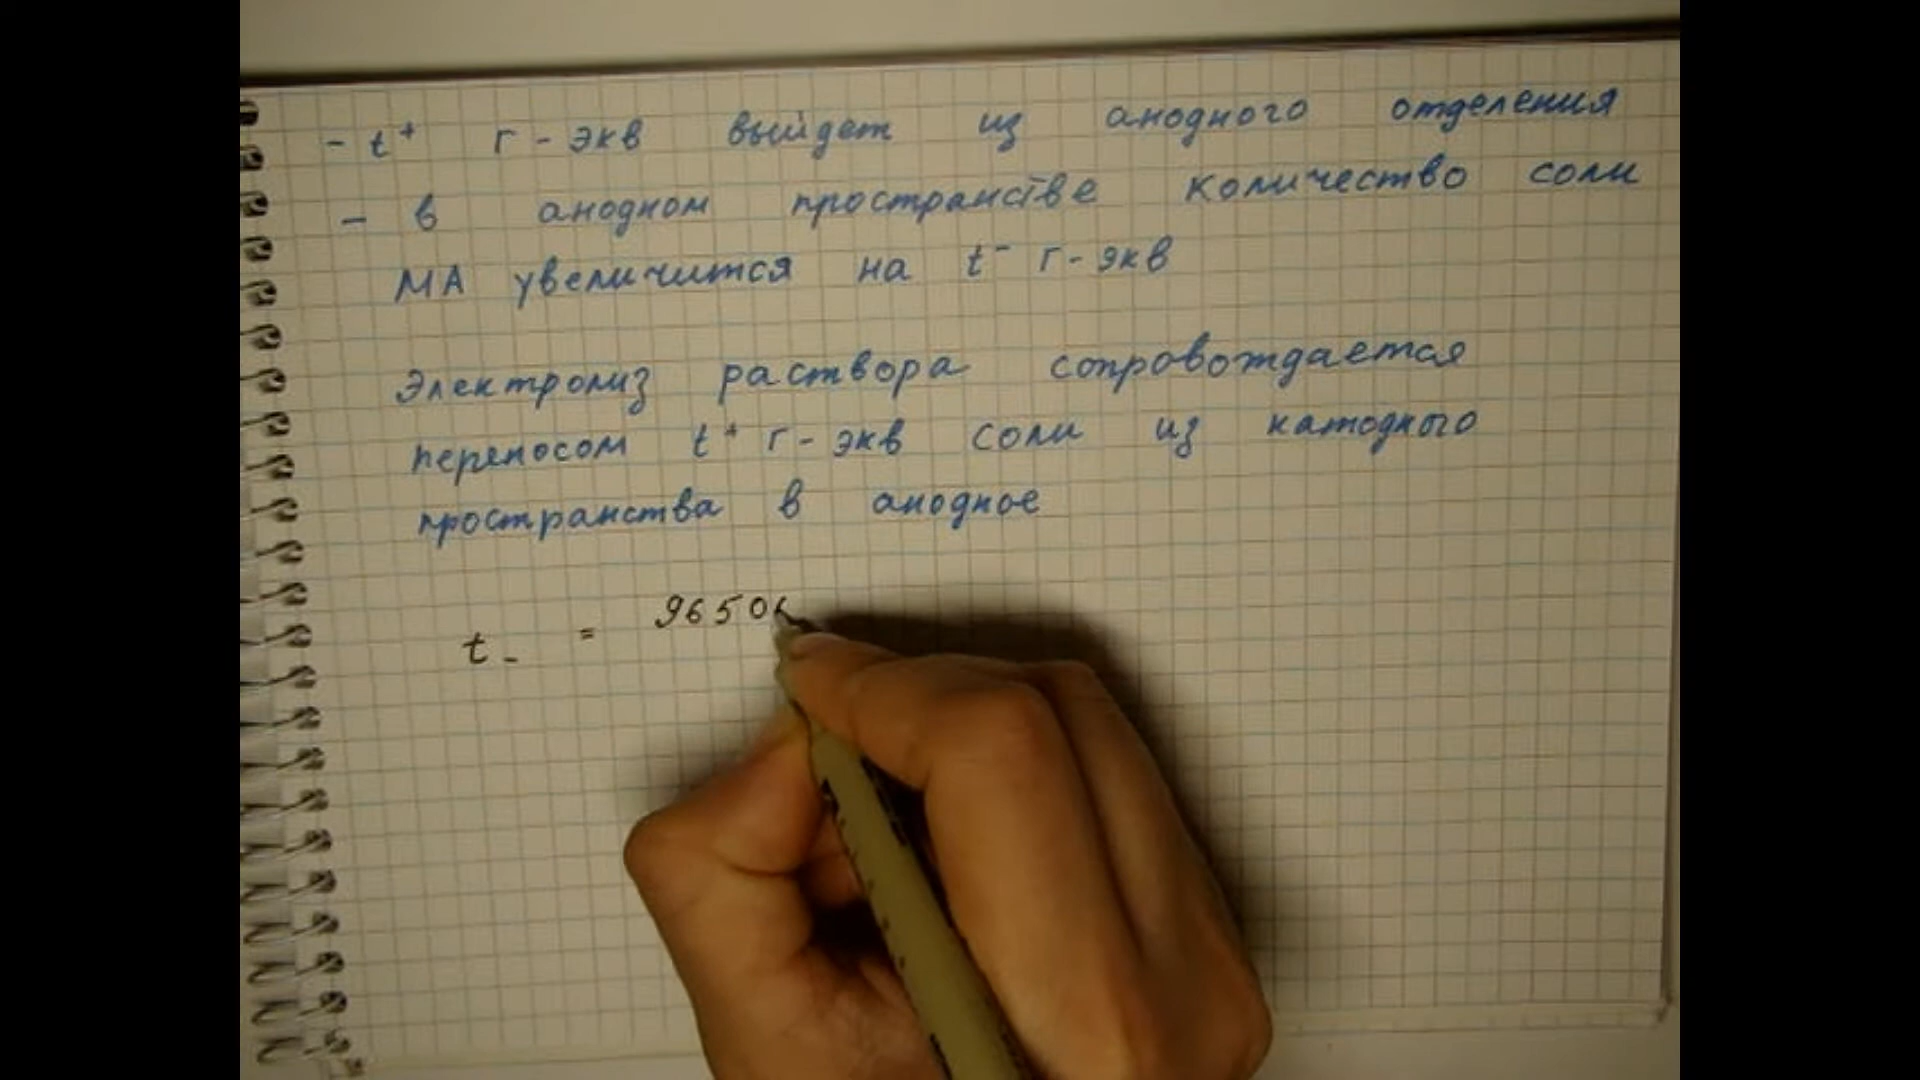 - t+ г-экв выйдет из анодного отделения
- в анодном пространстве количество соли
МА увеличится на t- г-экв
Электролиз раствора сопровождается
переносом t+ г-экв соли из катодного
пространства в анодное
t- = 9650